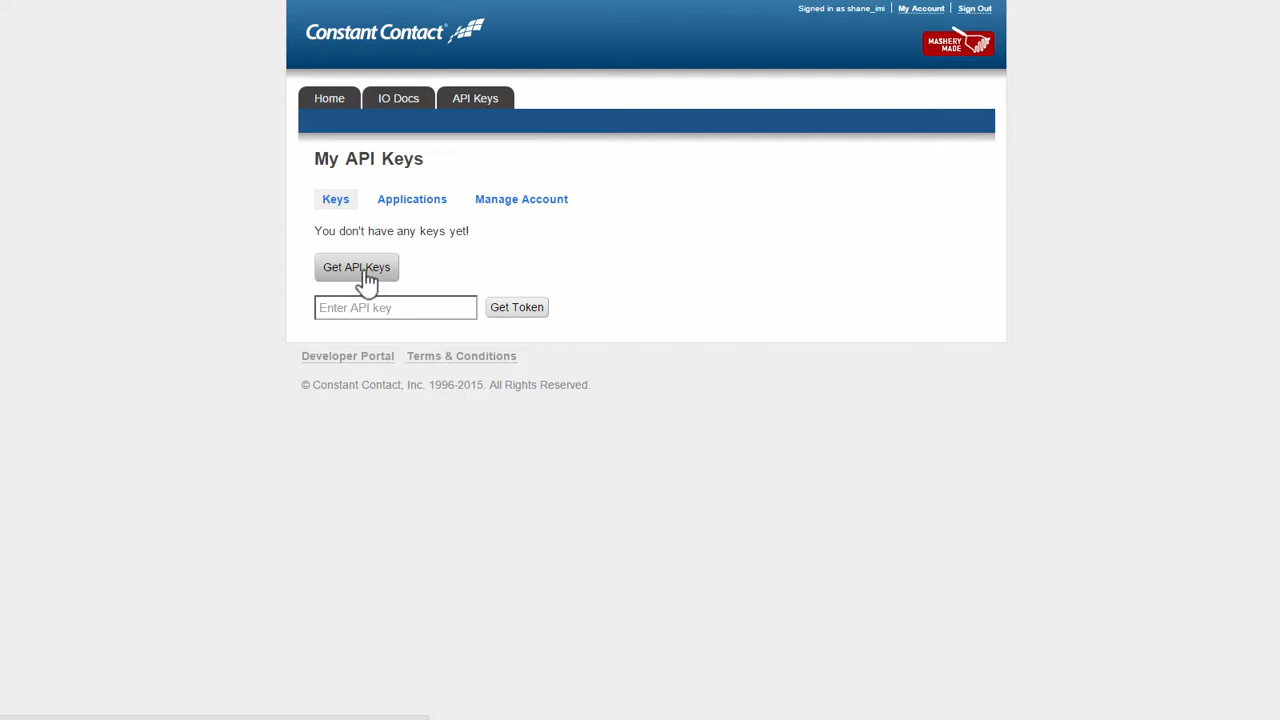 Signed in as shane_imi My Account Sign Out
Constant Contact
MASHERY MADE
Home IO Docs API Keys
My API Keys
Keys Applications Manage Account
You don't have any keys yet!
Get API Keys
Enter API key Get Token
Developer Portal Terms & Conditions
© Constant Contact, Inc. 1996-2015. All Rights Reserved.